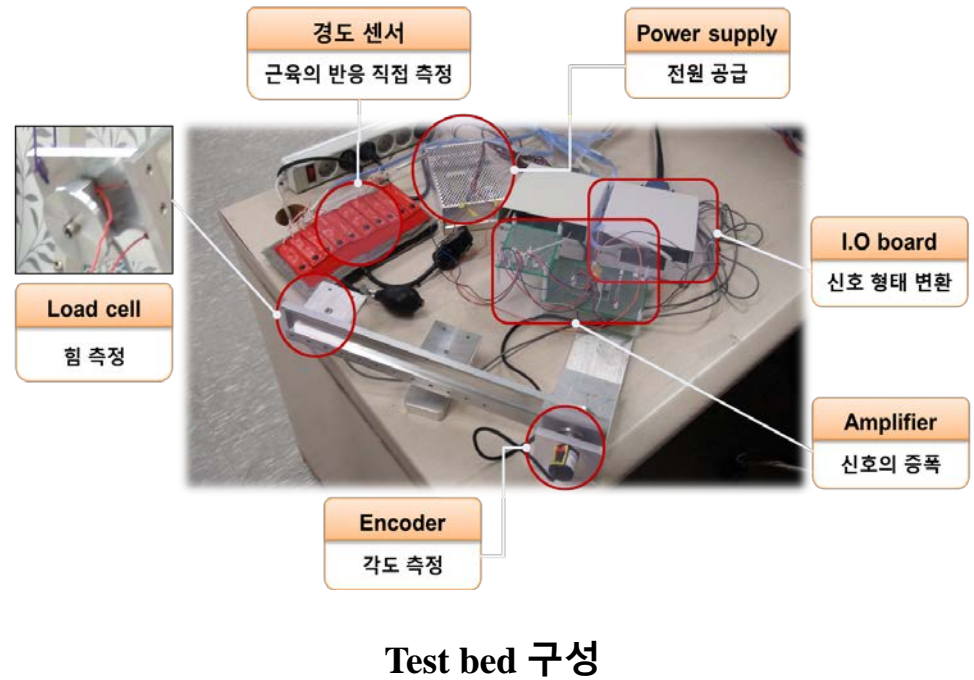 경도 센서
근육의 반응 직접 측정
Power supply
전원 공급
I.O board
신호 형태 변환
Load cell
힘 측정
Amplifier
신호의 증폭
Encoder
각도 측정
Test bed 구성